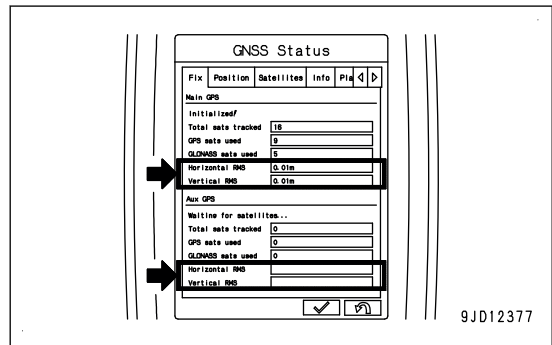 GNSS Status
Fix Position Satellites Info Pla
Main GPS
Initialized!
Total sats tracked 16
GPS sats used 9
GLONASS sats used 5
Horizontal RMS 0.01m
Vertical RMS 0.01m
Aux GPS
Waiting for satellites...
Total sats tracked 0
GPS sats used 0
GLONASS sats used 0
Horizontal RMS
Vertical RMS
9JD12377